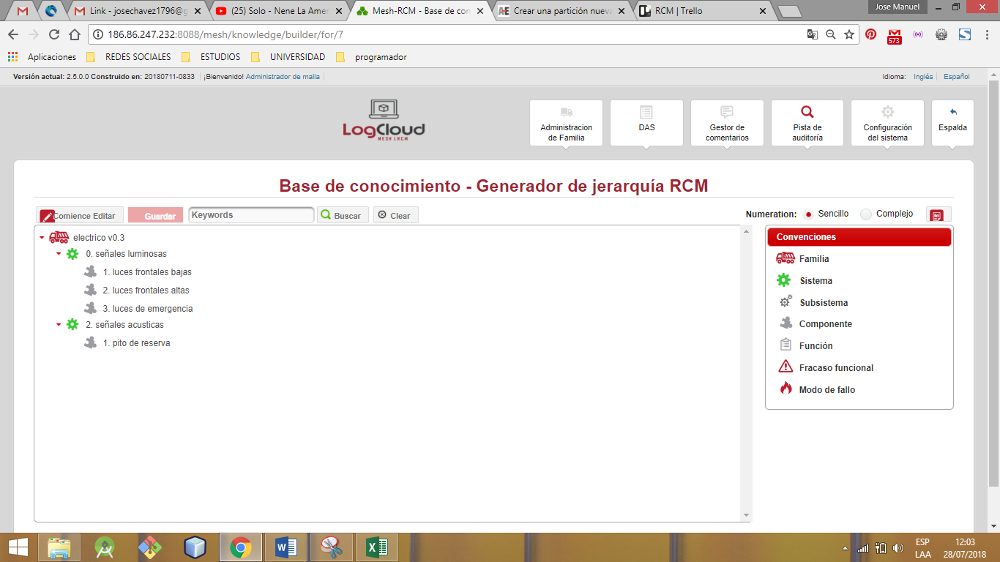 Link - josechavez1796@g
(25) Solo - Nene La Amer
Mesh-RCM - Base de con
Crear una partición nueva
RCM | Trello
Jose Manuel
186.86.247.232:8088/mesh/knowledge/builder/for/7
573
Aplicaciones
REDES SOCIALES
ESTUDIOS
UNIVERSIDAD
programador
Versión actual: 2.5.0.0 Construido en: 20180711-0833
¡Bienvenido! Administrador de malla
Idioma: Inglés Español
LogCloud
MESH LRCM
Administracion
de Familia
DAS
Gestor de
comentarios
Pista de
auditoría
Configuración
del sistema
Espalda
Base de conocimiento - Generador de jerarquía RCM
Comience Editar
Guardar
Keywords
Buscar
Clear
Numeration: Sencillo Complejo
electrico v0.3
0. señales luminosas
1. luces frontales bajas
2. luces frontales altas
3. luces de emergencia
2. señales acusticas
1. pito de reserva
Convenciones
Familia
Sistema
Subsistema
Componente
Función
Fracaso funcional
Modo de fallo
ESP
LAA
12:03
28/07/2018